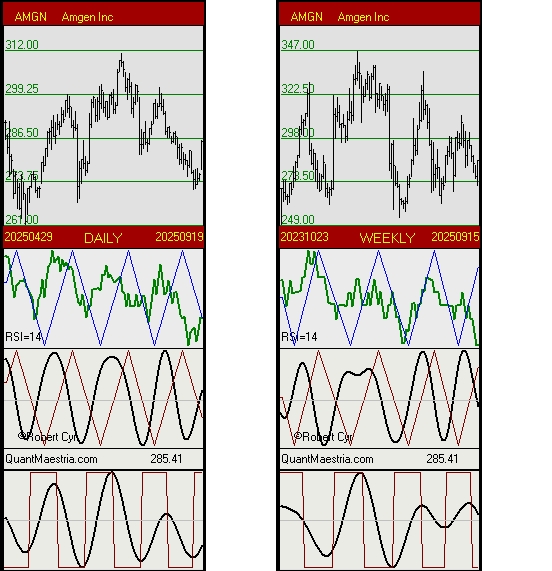 AMGN Amgen Inc
312.00
299.25
286.50
273.75
261.00
20250429 DAILY 20250919
RSI=14
©Robert Cyr
QuantMaestria.com 285.41
AMGN Amgen Inc
347.00
322.50
298.00
273.50
249.00
20231023 WEEKLY 20250915
RSI=14
©Robert Cyr
QuantMaestria.com 285.41